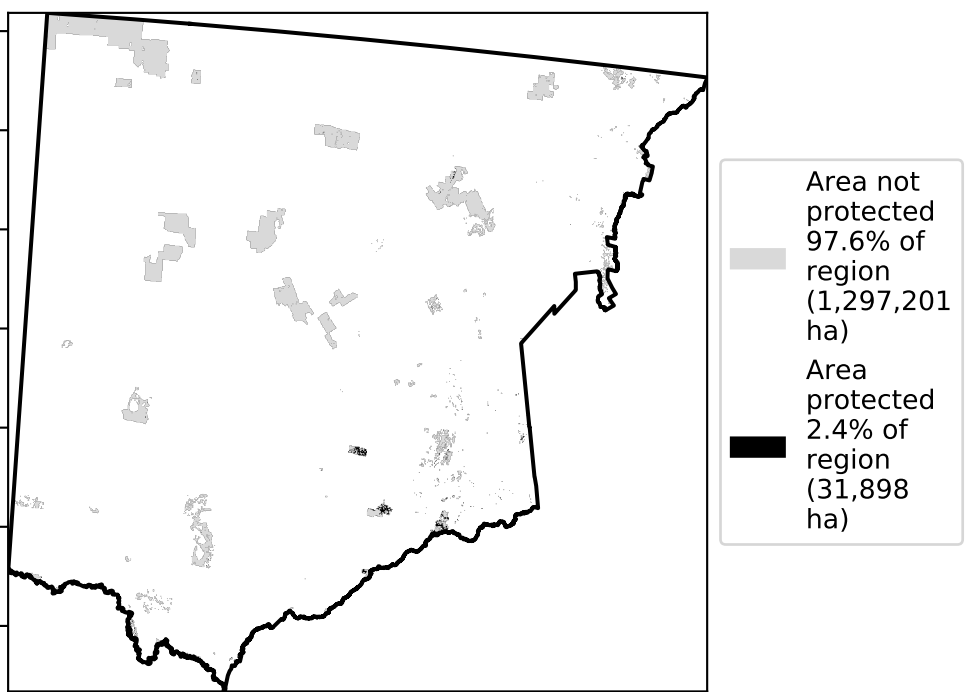 Area not
protected
97.6% of
region
(1,297,201
ha)
Area
protected
2.4% of
region
(31,898
ha)